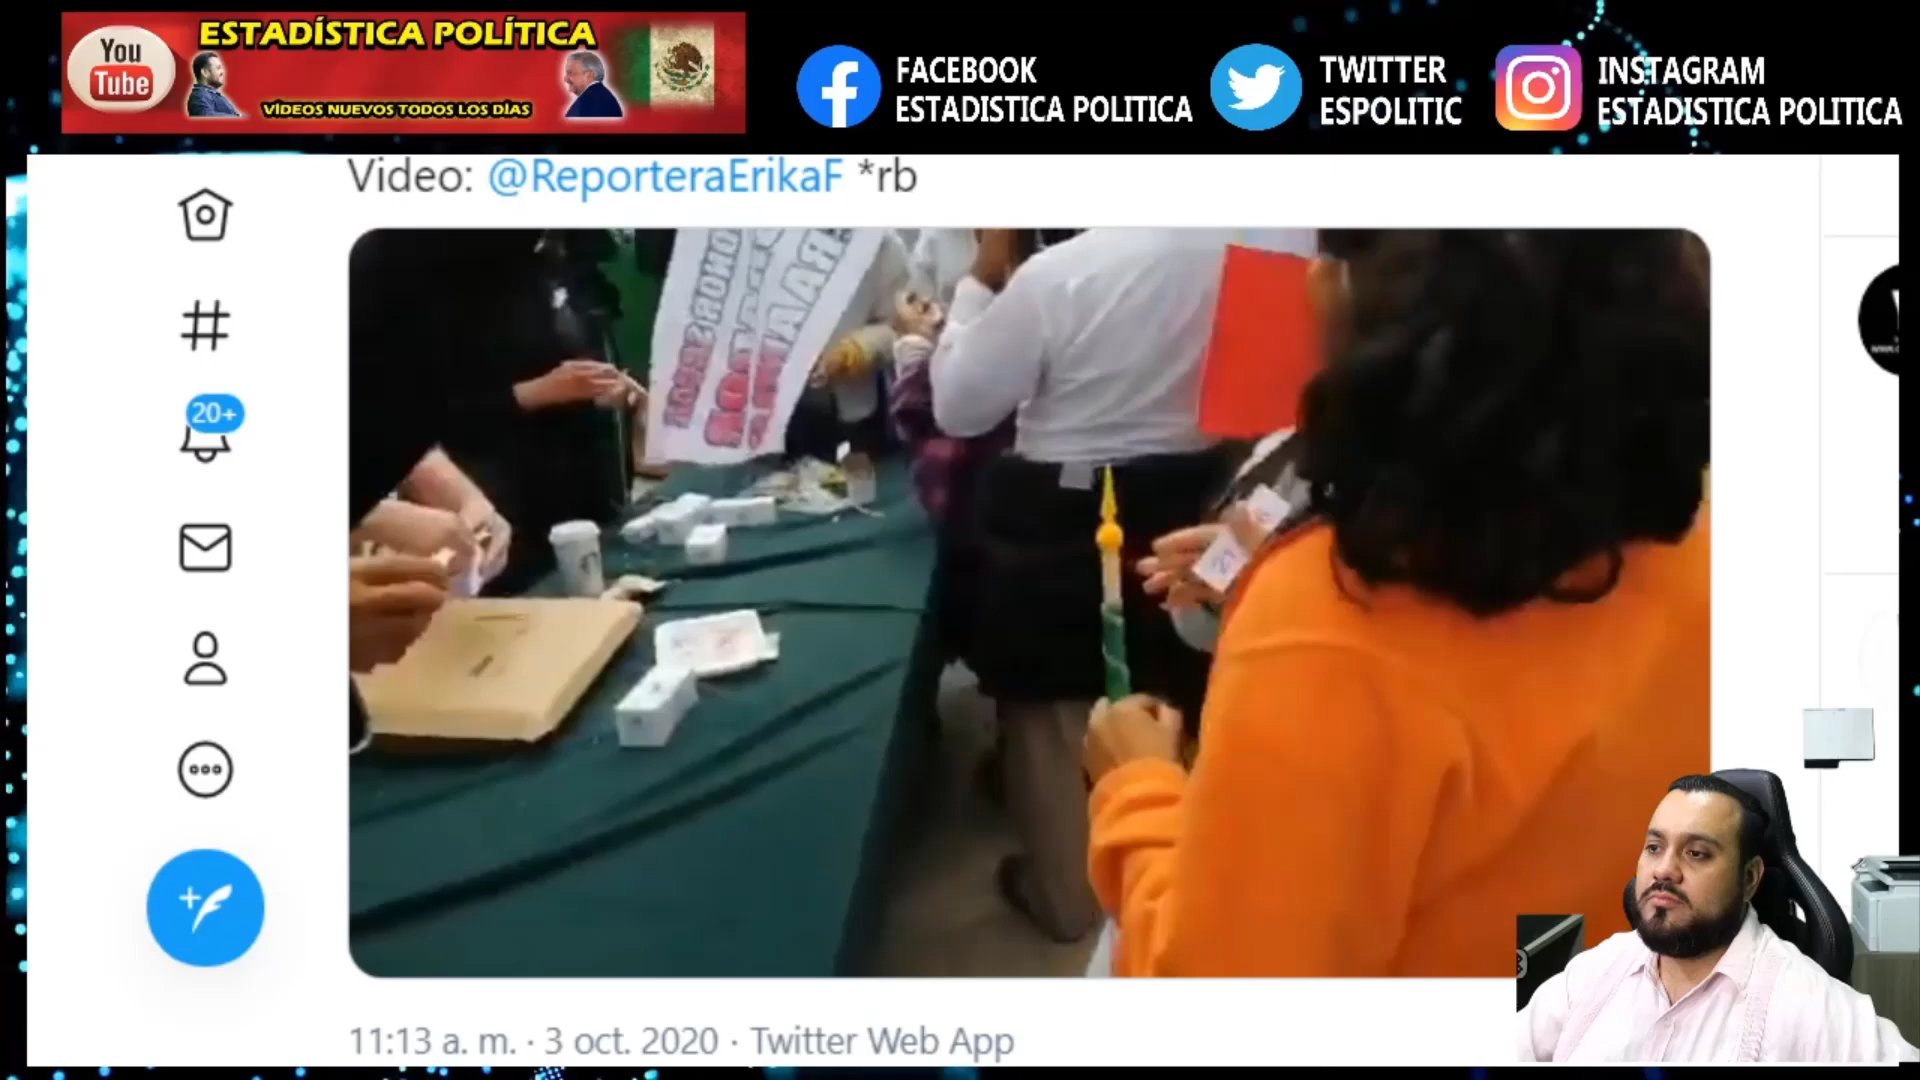 You
Tube
ESTADÍSTICA POLÍTICA
VÍDEOS NUEVOS TODOS LOS DÍAS
FACEBOOK
ESTADISTICA POLITICA
TWITTER
ESPOLITIC
INSTAGRAM
ESTADISTICA POLITICA
Video: @ReporteraErikaF *rb
20+
11:13 a. m. · 3 oct. 2020 · Twitter Web App